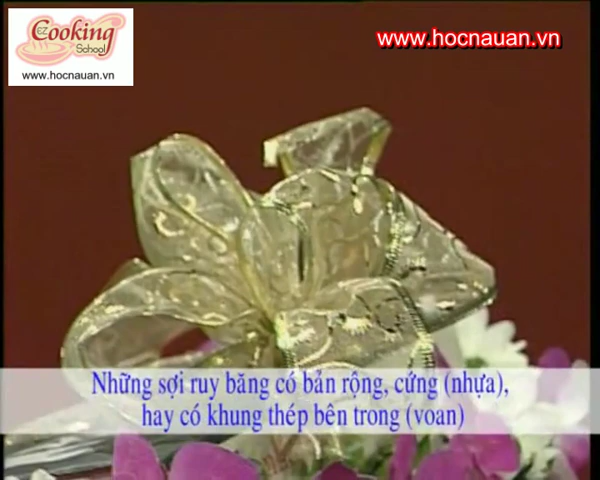 EZ Cooking School
www.hocnauan.vn
www.hocnauan.vn
Những sợi ruy băng có bản rộng, cứng (nhựa),
hay có khung thép bên trong (voan)